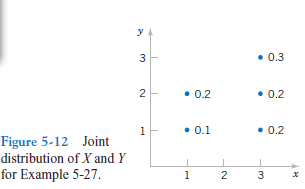 y
3
0.3
2
0.2
0.2
1
0.1
0.2
1 2 3 x
Figure 5-12 Joint
distribution of X and Y
for Example 5-27.